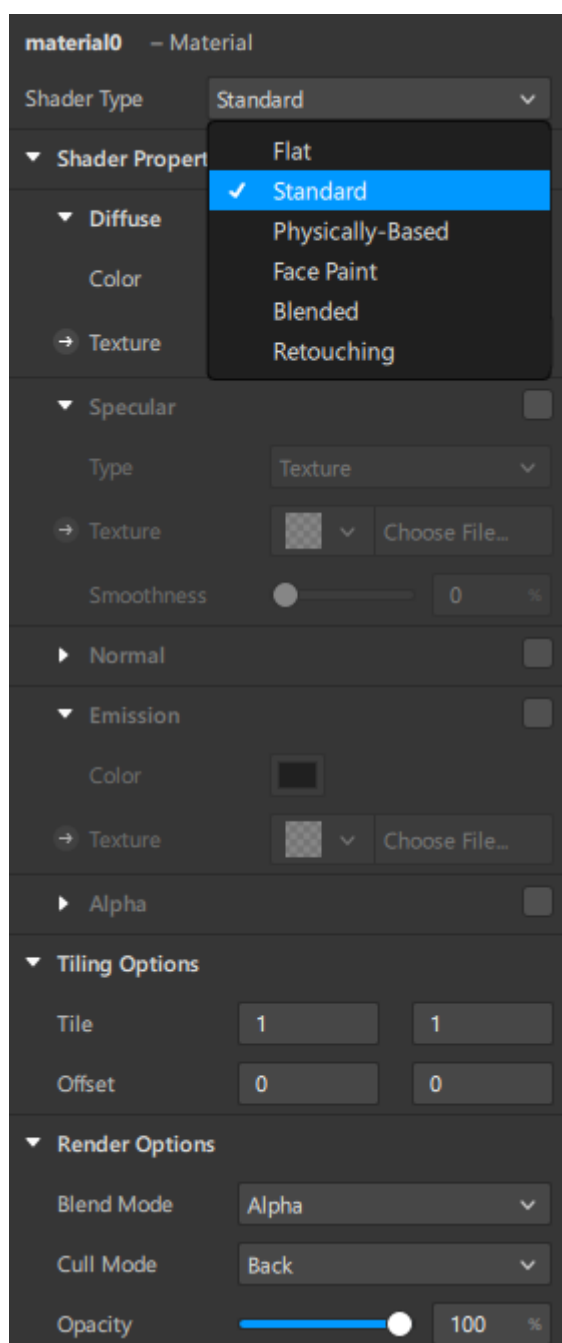 material0 – Material
Shader Type Standard
Shader Propert
Flat
Standard
Diffuse
Physically-Based
Color
Face Paint
Blended
Texture
Retouching
Specular
Type Texture
Texture Choose File...
Smoothness 0 %
Normal
Emission
Color
Texture Choose File...
Alpha
Tiling Options
Tile 1 1
Offset 0 0
Render Options
Blend Mode Alpha
Cull Mode Back
Opacity 100 %